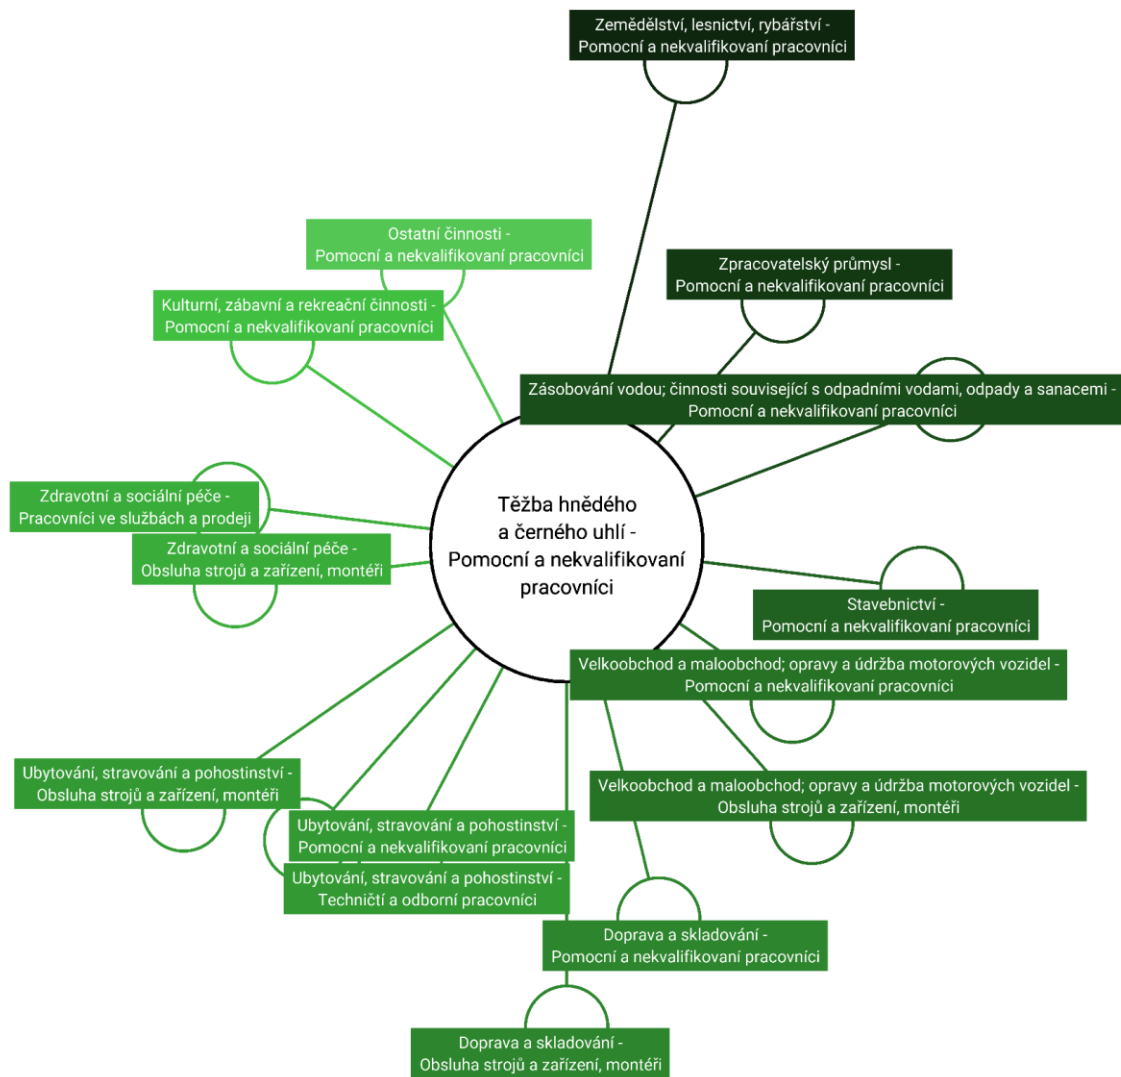 Zemědělství, lesnictví, rybářství -
Pomocní a nekvalifikovaní pracovníci
Ostatní činnosti -
Pomocní a nekvalifikovaní pracovníci
Zpracovatelský průmysl -
Pomocní a nekvalifikovaní pracovníci
Kulturní, zábavní a rekreační činnosti -
Pomocní a nekvalifikovaní pracovníci
Zásobování vodou; činnosti související s odpadními vodami, odpady a sanacemi -
Pomocní a nekvalifikovaní pracovníci
Těžba hnědého
a černého uhlí -
Pomocní a nekvalifikovaní
pracovníci
Zdravotní a sociální péče -
Pracovníci ve službách a prodeji
Zdravotní a sociální péče -
Obsluha strojů a zařízení, montéři
Stavebnictví -
Pomocní a nekvalifikovaní pracovníci
Velkoobchod a maloobchod; opravy a údržba motorových vozidel -
Pomocní a nekvalifikovaní pracovníci
Ubytování, stravování a pohostinství -
Obsluha strojů a zařízení, montéři
Velkoobchod a maloobchod; opravy a údržba motorových vozidel -
Obsluha strojů a zařízení, montéři
Ubytování, stravování a pohostinství -
Pomocní a nekvalifikovaní pracovníci
Ubytování, stravování a pohostinství -
Techničtí a odborní pracovníci
Doprava a skladování -
Pomocní a nekvalifikovaní pracovníci
Doprava a skladování -
Obsluha strojů a zařízení, montéři